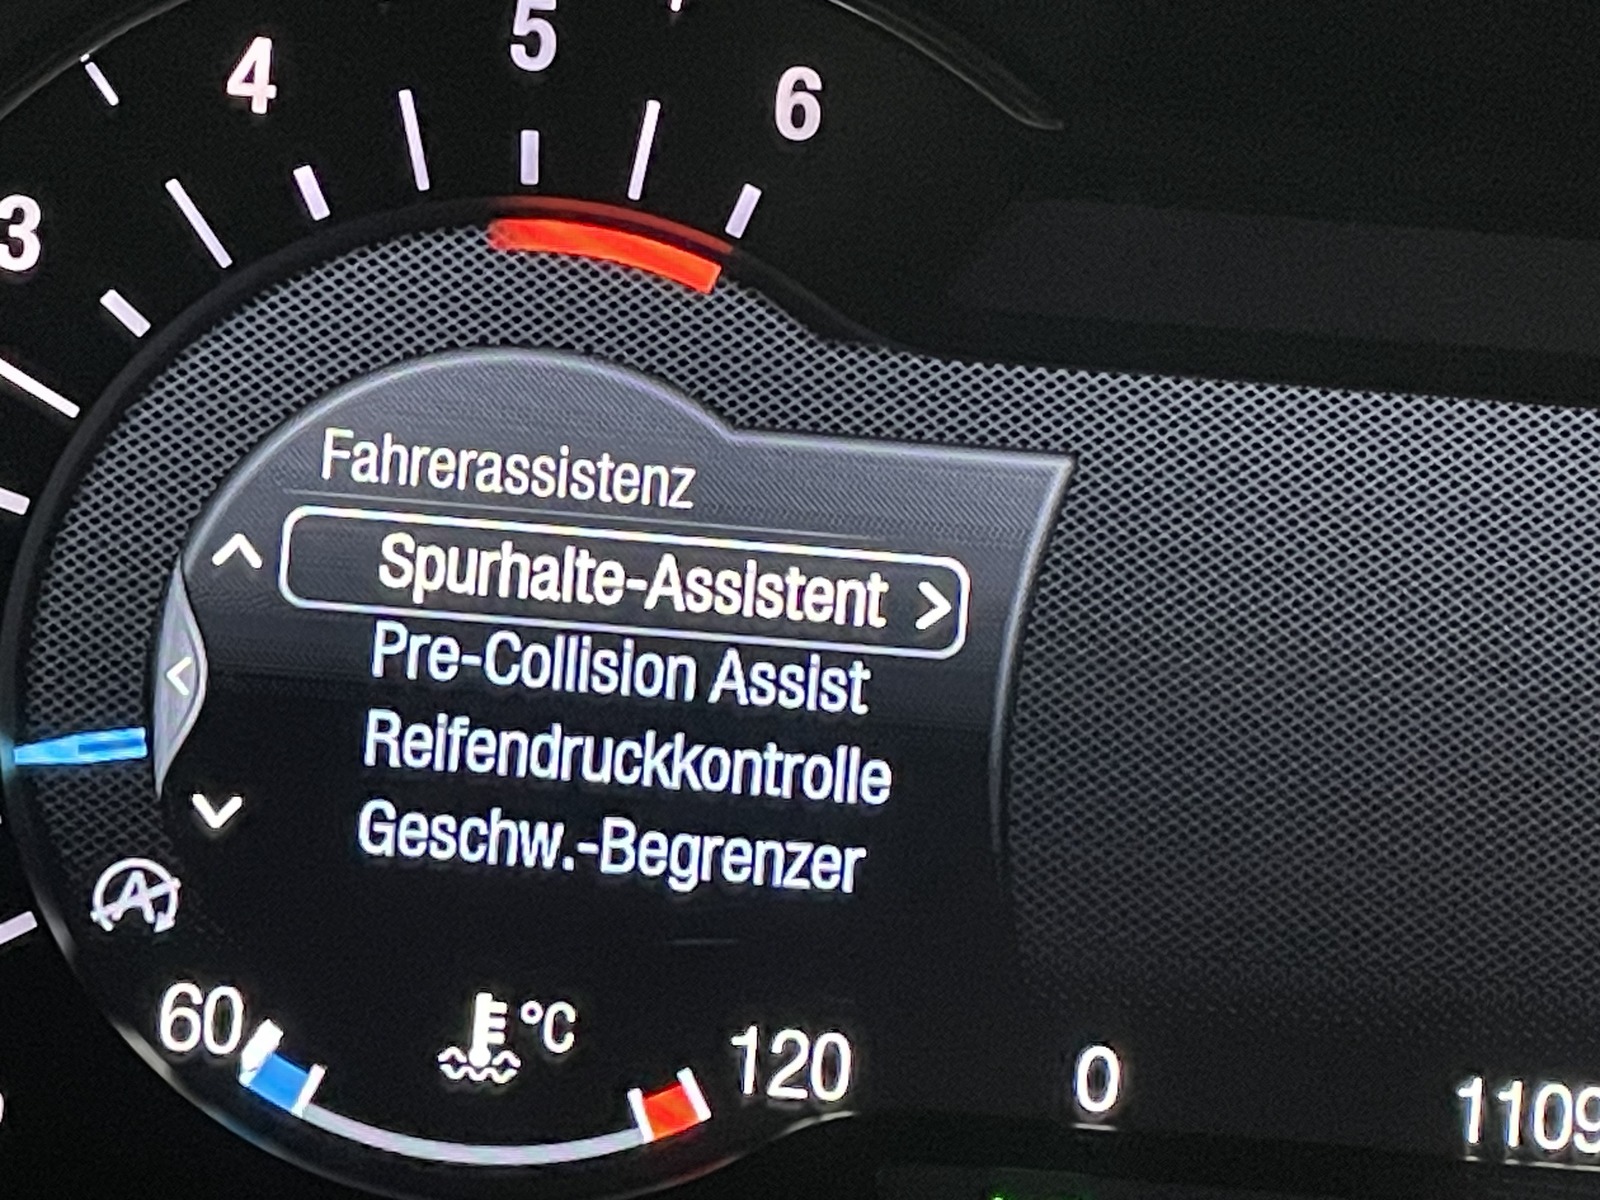 3
4
5
6
Fahrerassistenz
Spurhalte-Assistent >
Pre-Collision Assist
Reifendruckkontrolle
Geschw.-Begrenzer
A
60 °C 120
0
1109